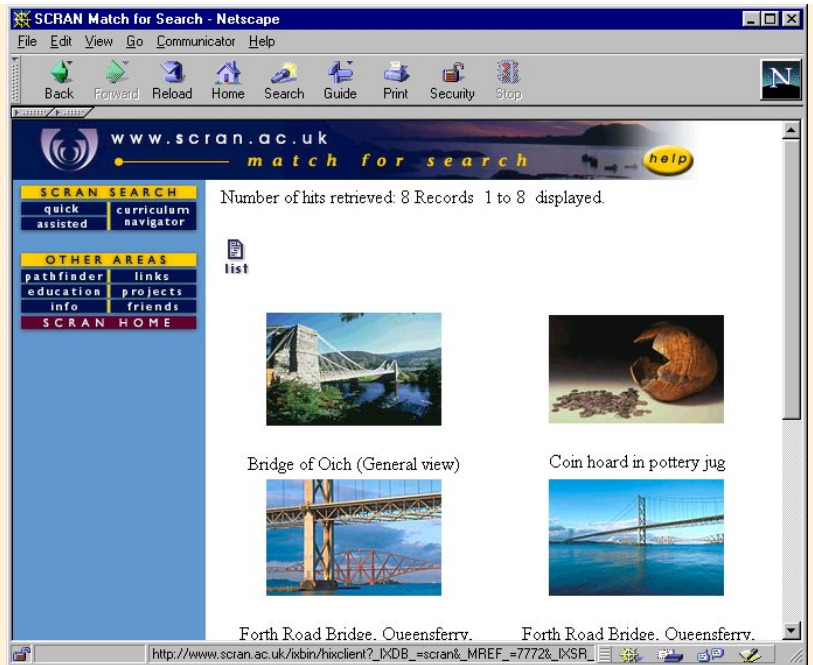 SCRAN Match for Search - Netscape
File Edit View Go Communicator Help
Back Forward Reload Home Search Guide Print Security Stop
N
www.scran.ac.uk
match for search
help
SCRAN SEARCH
quick
assisted
curriculum
navigator
OTHER AREAS
pathfinder links
education projects
info friends
SCRAN HOME
Number of hits retrieved: 8 Records 1 to 8 displayed.
list
Bridge of Oich (General view)
Coin hoard in pottery jug
Forth Road Bridge, Queensferry,
Forth Road Bridge, Queensferry,
http://www.scran.ac.uk/ixbin/hixclient?_IXDB_=scran&_MREF_=7772&_IXSR_